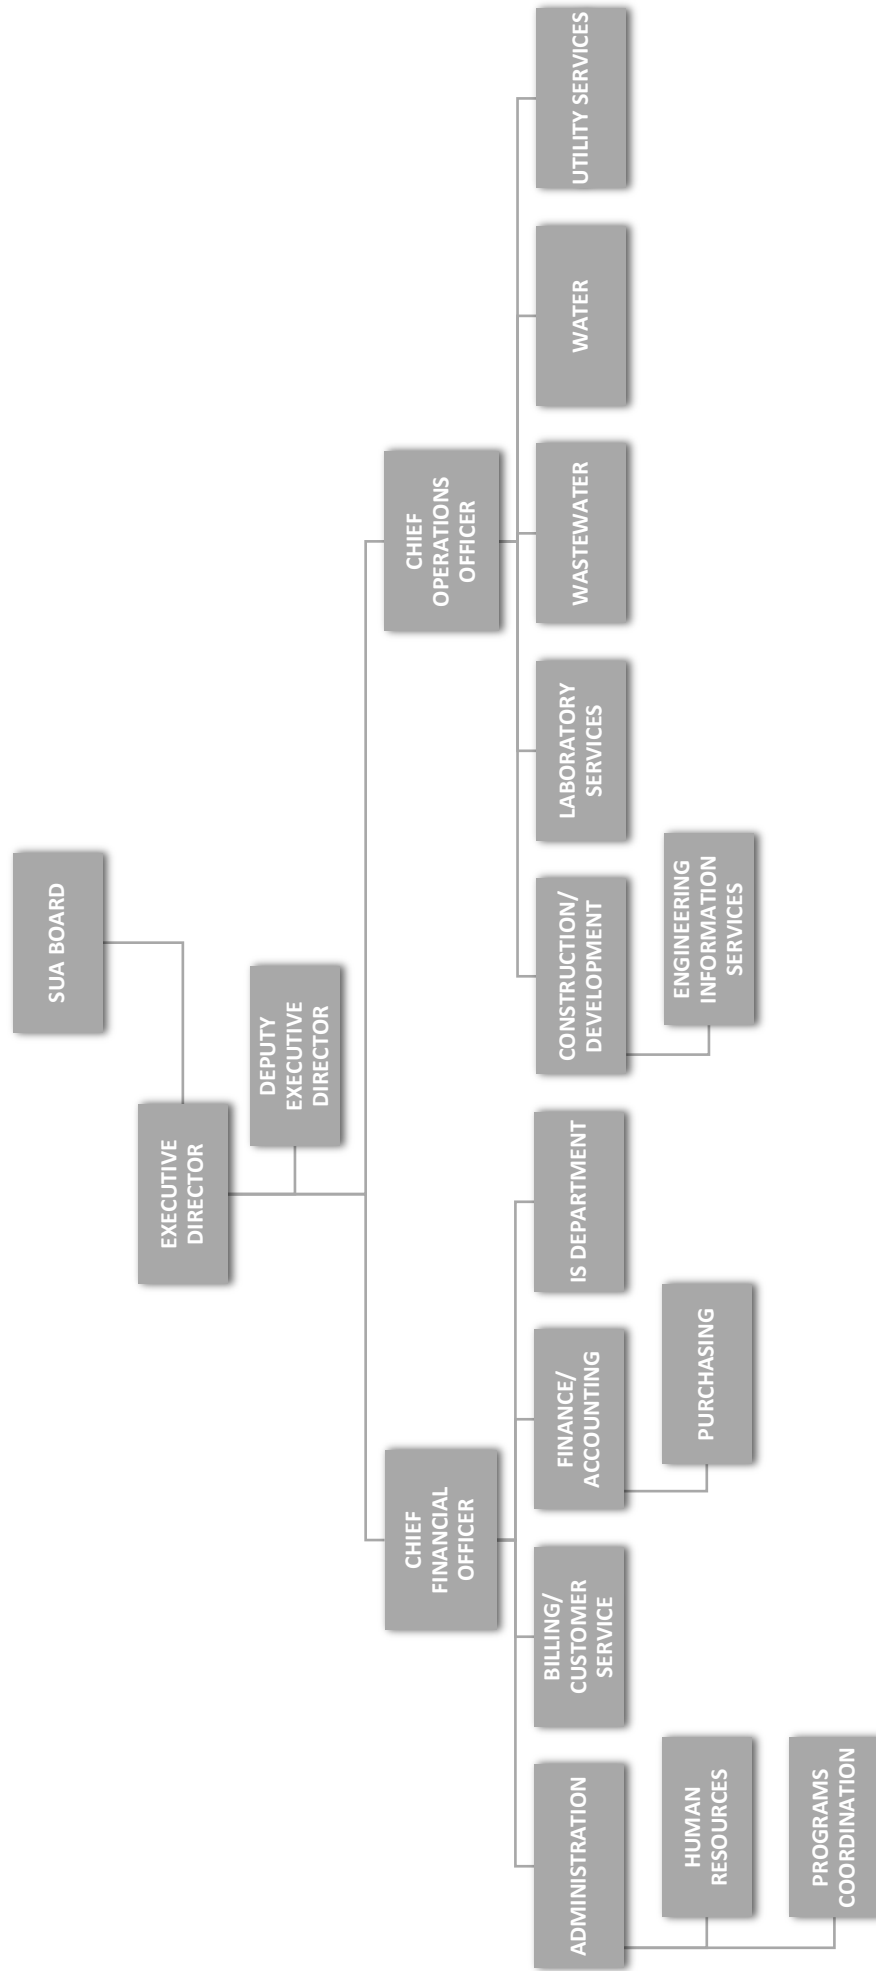 SUA BOARD
EXECUTIVE
DIRECTOR
DEPUTY
EXECUTIVE
DIRECTOR
CHIEF
FINANCIAL
OFFICER
CHIEF
OPERATIONS
OFFICER
ADMINISTRATION
BILLING/
CUSTOMER
SERVICE
FINANCE/
ACCOUNTING
IS DEPARTMENT
CONSTRUCTION/
DEVELOPMENT
LABORATORY
SERVICES
WASTEWATER
WATER
UTILITY SERVICES
HUMAN
RESOURCES
PURCHASING
ENGINEERING
INFORMATION
SERVICES
PROGRAMS
COORDINATION